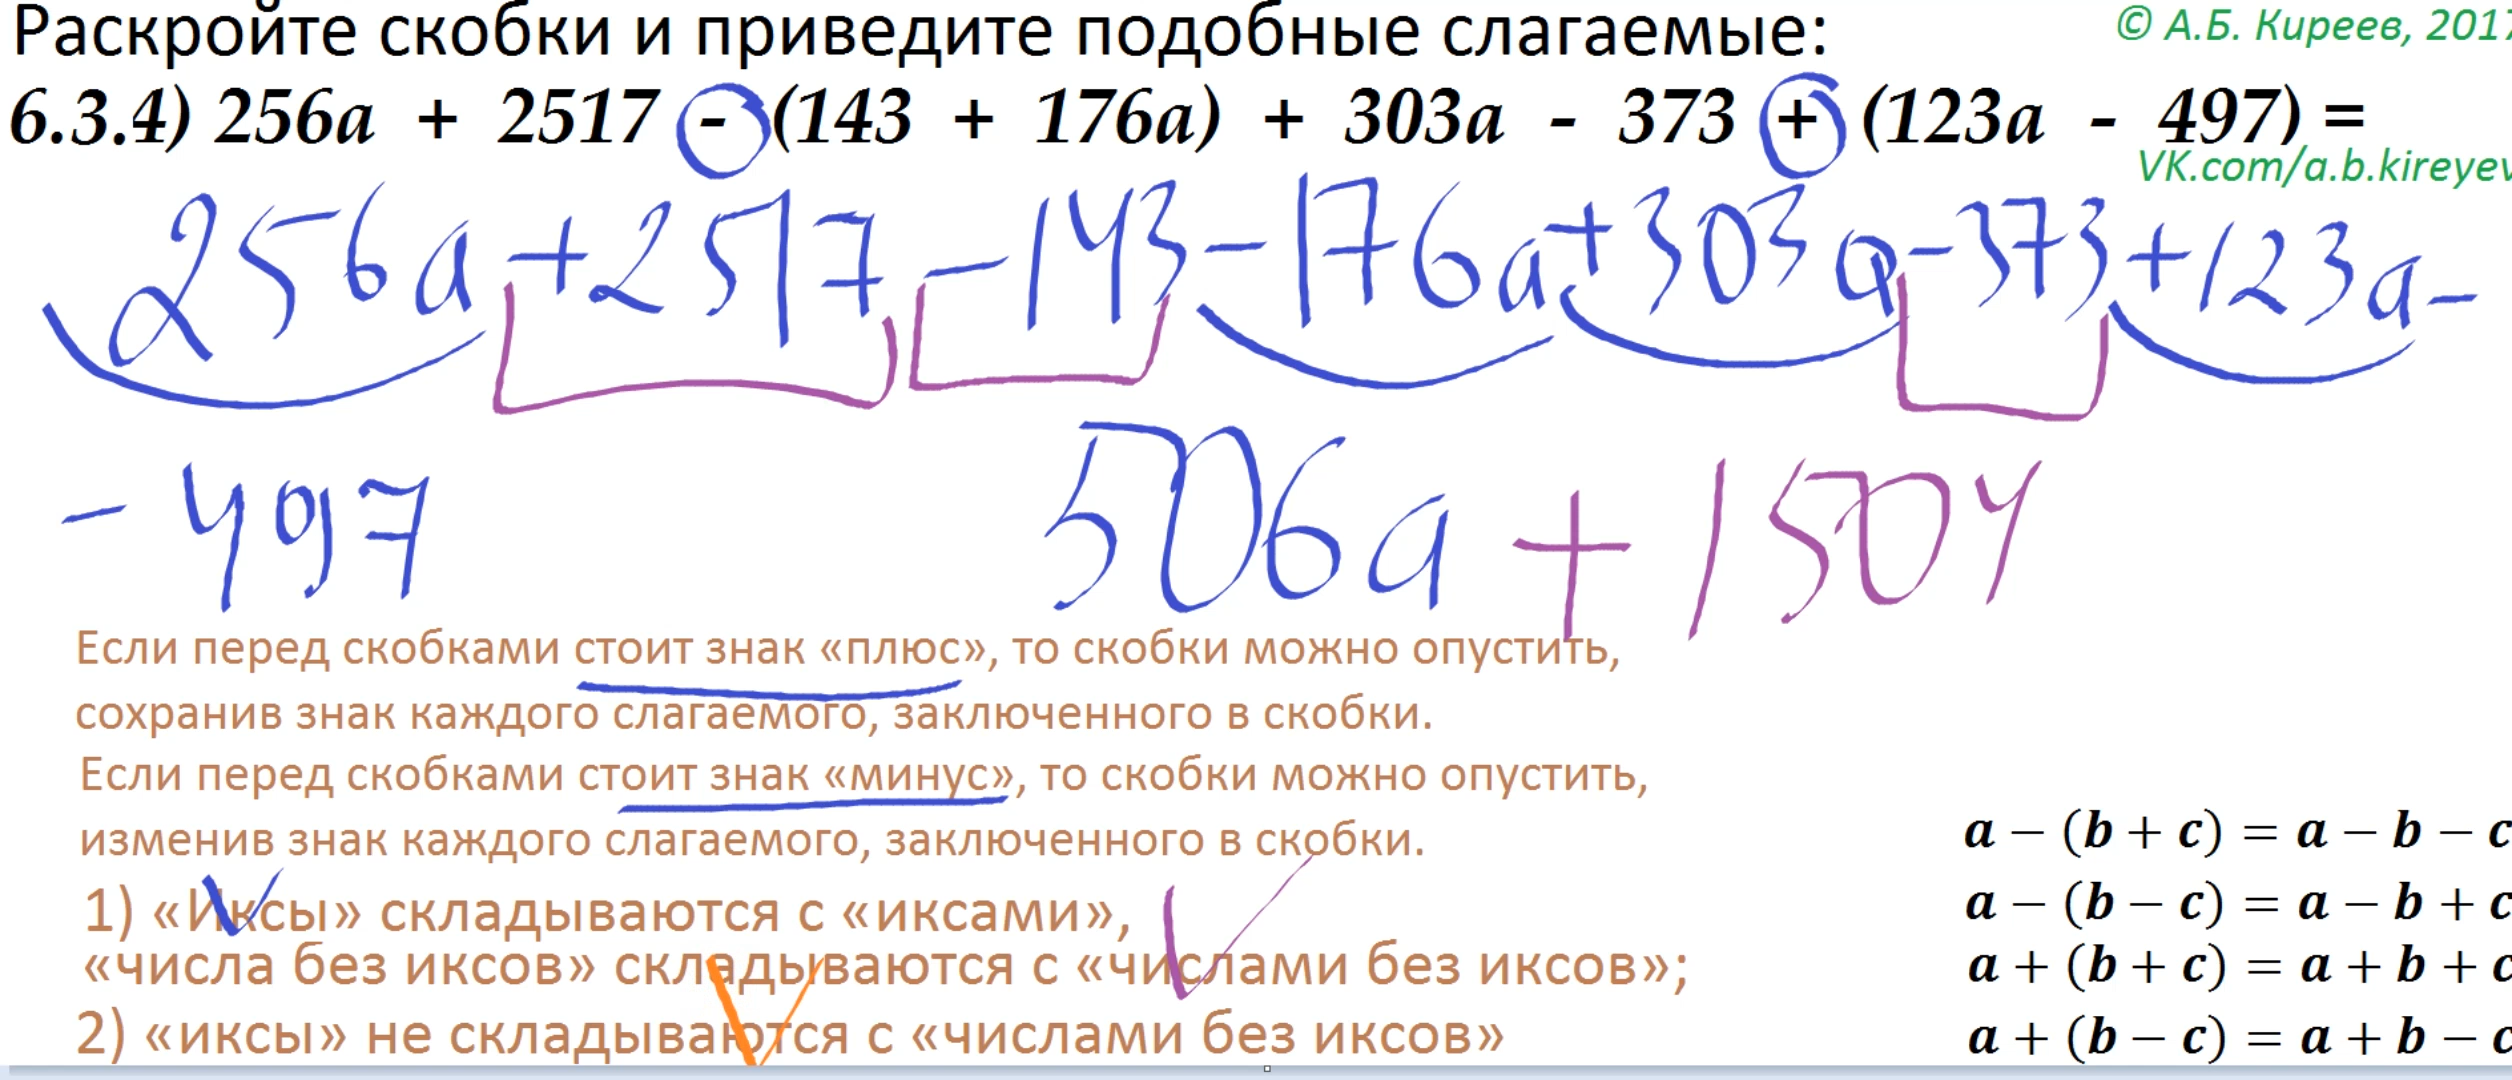 Раскройте скобки и приведите подобные слагаемые:
© А.Б. Киреев, 2017
6.3.4) 256a + 2517 - (143 + 176a) + 303a - 373 + (123a - 497) =
VK.com/a.b.kireyev
256a+2517-143-176a+303a-373+123a-
-497
506a+1504
Если перед скобками стоит знак «плюс», то скобки можно опустить,
сохранив знак каждого слагаемого, заключенного в скобки.
Если перед скобками стоит знак «минус», то скобки можно опустить,
изменив знак каждого слагаемого, заключенного в скобки.
1) «Иксы» складываются с «иксами»,
«числа без иксов» складываются с «числами без иксов»;
2) «иксы» не складываются с «числами без иксов»
a − (b + c) = a − b − c
a − (b − c) = a − b + c
a + (b + c) = a + b + c
a + (b − c) = a + b − c